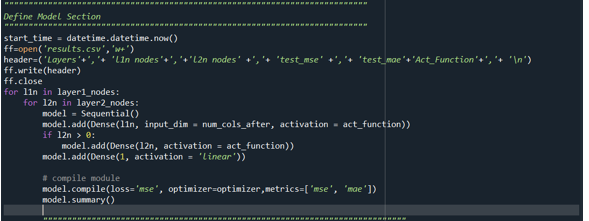 """"""""""""""""""""""""""""""""""""""""""""""""""""""""""""""""""""""
Define Model Section
""""""""""""""""""""""""""""""""""""""""""""""""""""""""""""""""""""""
start_time = datetime.datetime.now()
ff=open('results.csv','w+')
header=('Layers'+','+ 'l1n nodes'+','+'l2n nodes' +','+ 'test_mse' +','+ 'test_mae'+'Act_Function'+','+ '\n')
ff.write(header)
ff.close
for l1n in layer1_nodes:
    for l2n in layer2_nodes:
        model = Sequential()
        model.add(Dense(l1n, input_dim = num_cols_after, activation = act_function))
        if l2n > 0:
            model.add(Dense(l2n, activation = act_function))
        model.add(Dense(1, activation = 'linear'))
        # compile module
        model.compile(loss='mse', optimizer=optimizer,metrics=['mse', 'mae'])
        model.summary()
        """"""""""""""""""""""""""""""""""""""""""""""""""""""""""""""""""""""